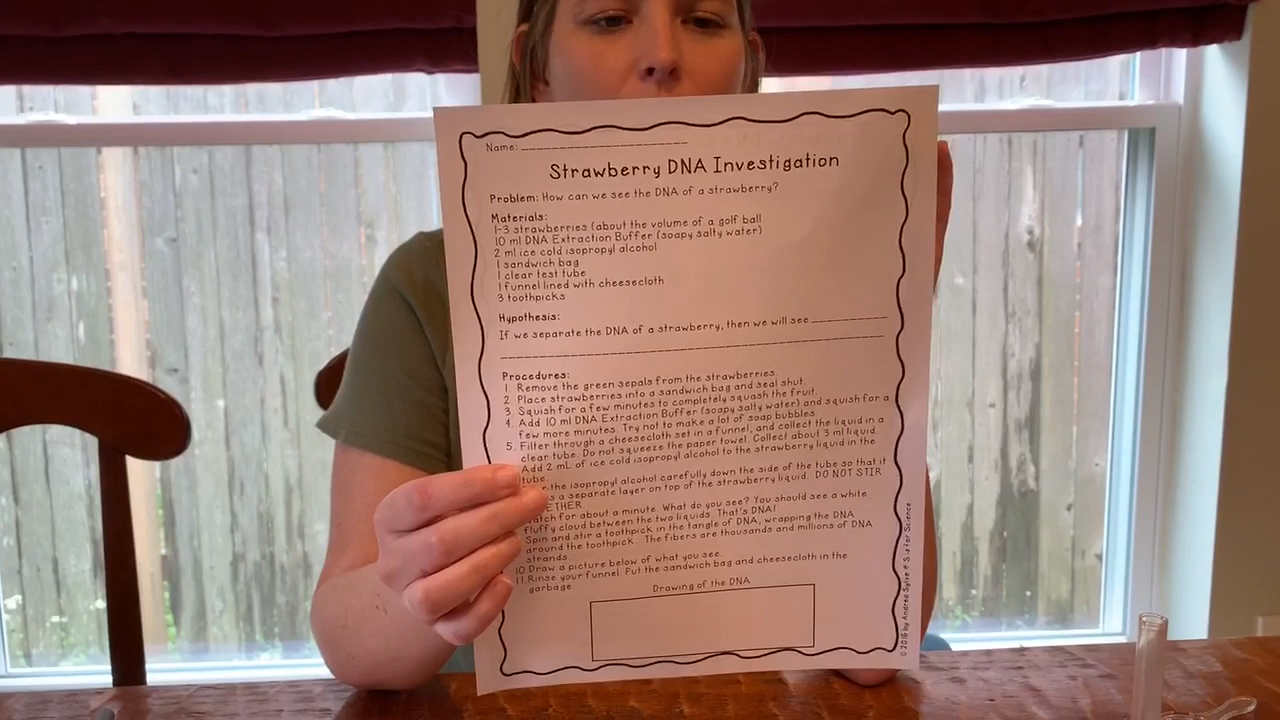 Name: ____________________
Strawberry DNA Investigation
Problem: How can we see the DNA of a strawberry?
Materials:
1-3 strawberries (about the volume of a golf ball
10 ml DNA Extraction Buffer (soapy salty water)
2 ml ice cold isopropyl alcohol
1 sandwich bag
1 clear test tube
1 funnel lined with cheesecloth
3 toothpicks
Hypothesis:
If we separate the DNA of a strawberry, then we will see __________
Procedures:
1. Remove the green sepals from the strawberries.
2. Place strawberries into a sandwich bag and seal shut.
3. Squish for a few minutes to completely squash the fruit.
4. Add 10 ml DNA Extraction Buffer (soapy salty water) and squish for a
few more minutes. Try not to make a lot of soap bubbles.
5. Filter through a cheesecloth set in a funnel, and collect the liquid in a
clear tube. Do not squeeze the paper towel. Collect about 3 ml liquid.
Add 2 mL of ice cold isopropyl alcohol to the strawberry liquid in the
tube.
the isopropyl alcohol carefully down the side of the tube so that it
is a separate layer on top of the strawberry liquid. DO NOT STIR
ETHER.
atch for about a minute. What do you see? You should see a white
fluffy cloud between the two liquids. That's DNA!
Spin and stir a toothpick in the tangle of DNA, wrapping the DNA
around the toothpick. The fibers are thousands and millions of DNA
strands.
10. Draw a picture below of what you see.
11. Rinse your funnel. Put the sandwich bag and cheesecloth in the
garbage.
Drawing of the DNA